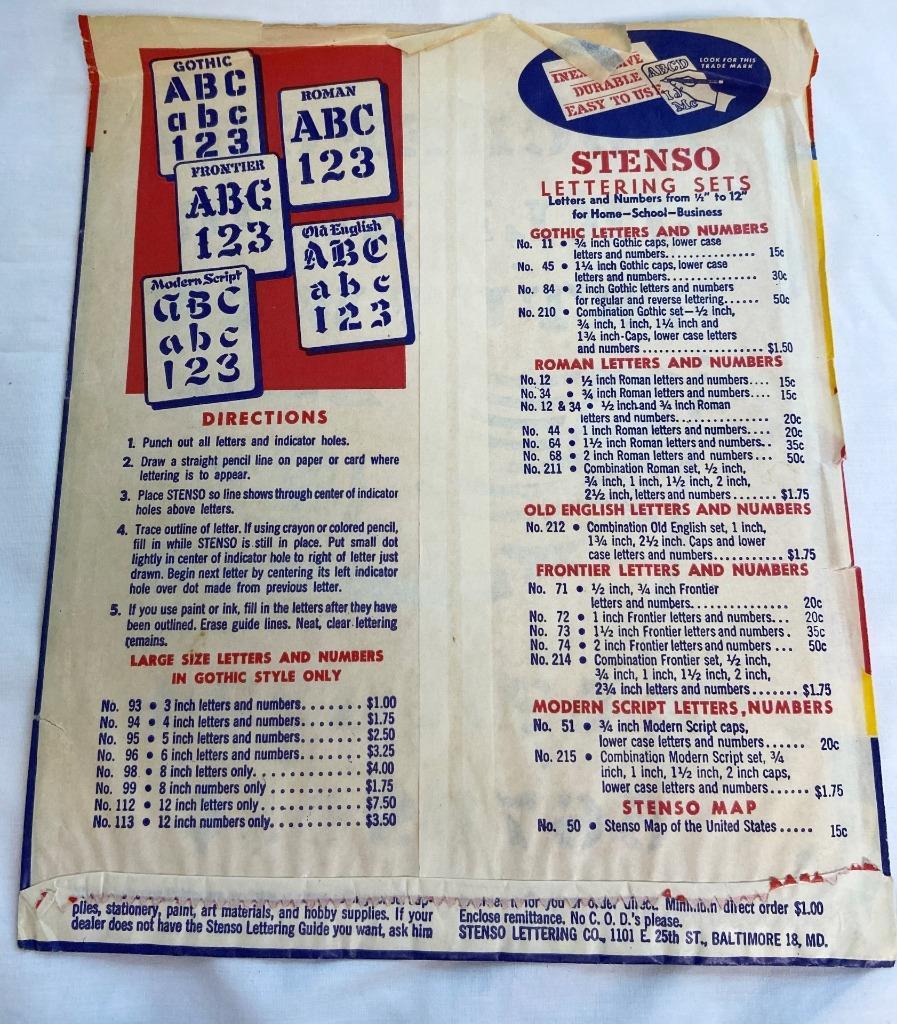 GOTHIC
ABC
abc
123
ROMAN
ABC
123
FRONTIER
ABC
123
Old English
ABC
abc
123
Modern Script
ABC
abc
123
DIRECTIONS
1. Punch out all letters and indicator holes.
2. Draw a straight pencil line on paper or card where
lettering is to appear.
3. Place STENSO so line shows through center of indicator
holes above letters.
4. Trace outline of letter. If using crayon or colored pencil,
fill in while STENSO is still in place. Put small dot
lightly in center of indicator hole to right of letter just
drawn. Begin next letter by centering its left indicator
hole over dot made from previous letter.
5. If you use paint or ink, fill in the letters after they have
been outlined. Erase guide lines. Neat, clear lettering
remains.
LARGE SIZE LETTERS AND NUMBERS
IN GOTHIC STYLE ONLY
No. 93 • 3 inch letters and numbers....... $1.00
No. 94 • 4 inch letters and numbers....... $1.75
No. 95 • 5 inch letters and numbers....... $2.50
No. 96 • 6 inch letters and numbers....... $3.25
No. 98 • 8 inch letters only. ............ $4.00
No. 99 • 8 inch numbers only ............ $1.75
No. 112 • 12 inch letters only ............ $7.50
No. 113 • 12 inch numbers only........... $3.50
DURABLE
EASY TO USE
ABCD
IJ
Mc
LOOK FOR THIS
TRADE MARK
STENSO
LETTERING SETS
Letters and Numbers from ½" to 12"
for Home—School—Business
GOTHIC LETTERS AND NUMBERS
No. 11 • ¾ inch Gothic caps, lower case
letters and numbers.............. 15c
No. 45 • 1¼ inch Gothic caps, lower case
letters and numbers.............. 30c
No. 84 • 2 inch Gothic letters and numbers
for regular and reverse lettering...... 50c
No. 210 • Combination Gothic set—½ inch,
¾ inch, 1 inch, 1¼ inch and
1¾ inch-Caps, lower case letters
and numbers .................... $1.50
ROMAN LETTERS AND NUMBERS
No. 12 • ½ inch Roman letters and numbers.... 15c
No. 34 • ¾ inch Roman letters and numbers.... 15c
No. 12 & 34 • ½ inch and ¾ inch Roman
letters and numbers............... 20c
No. 44 • 1 inch Roman letters and numbers... 20c
No. 64 • 1½ inch Roman letters and numbers.. 35c
No. 68 • 2 inch Roman letters and numbers... 50c
No. 211 • Combination Roman set, ½ inch,
¾ inch, 1 inch, 1½ inch, 2 inch,
2½ inch, letters and numbers ....... $1.75
OLD ENGLISH LETTERS AND NUMBERS
No. 212 • Combination Old English set, 1 inch,
1¾ inch, 2½ inch. Caps and lower
case letters and numbers........... $1.75
FRONTIER LETTERS AND NUMBERS
No. 71 • ½ inch, ¾ inch Frontier
letters and numbers................ 20c
No. 72 • 1 inch Frontier letters and numbers... 20c
No. 73 • 1½ inch Frontier letters and numbers. 35c
No. 74 • 2 inch Frontier letters and numbers ... 50c
No. 214 • Combination Frontier set, ½ inch,
¾ inch, 1 inch, 1½ inch, 2 inch,
2¾ inch letters and numbers........ $1.75
MODERN SCRIPT LETTERS, NUMBERS
No. 51 • ¾ inch Modern Script caps,
lower case letters and numbers...... 20c
No. 215 • Combination Modern Script set, ¾
inch, 1 inch, 1½ inch, 2 inch caps,
lower case letters and numbers...... $1.75
STENSO MAP
No. 50 • Stenso Map of the United States ..... 15c
plies, stationery, paint, art materials, and hobby supplies. If your
dealer does not have the Stenso Lettering Guide you want, ask him
for you direct. Minimum direct order $1.00
Enclose remittance. No C. O. D.'s please.
STENSO LETTERING CO., 1101 E. 25th ST., BALTIMORE 18, MD.